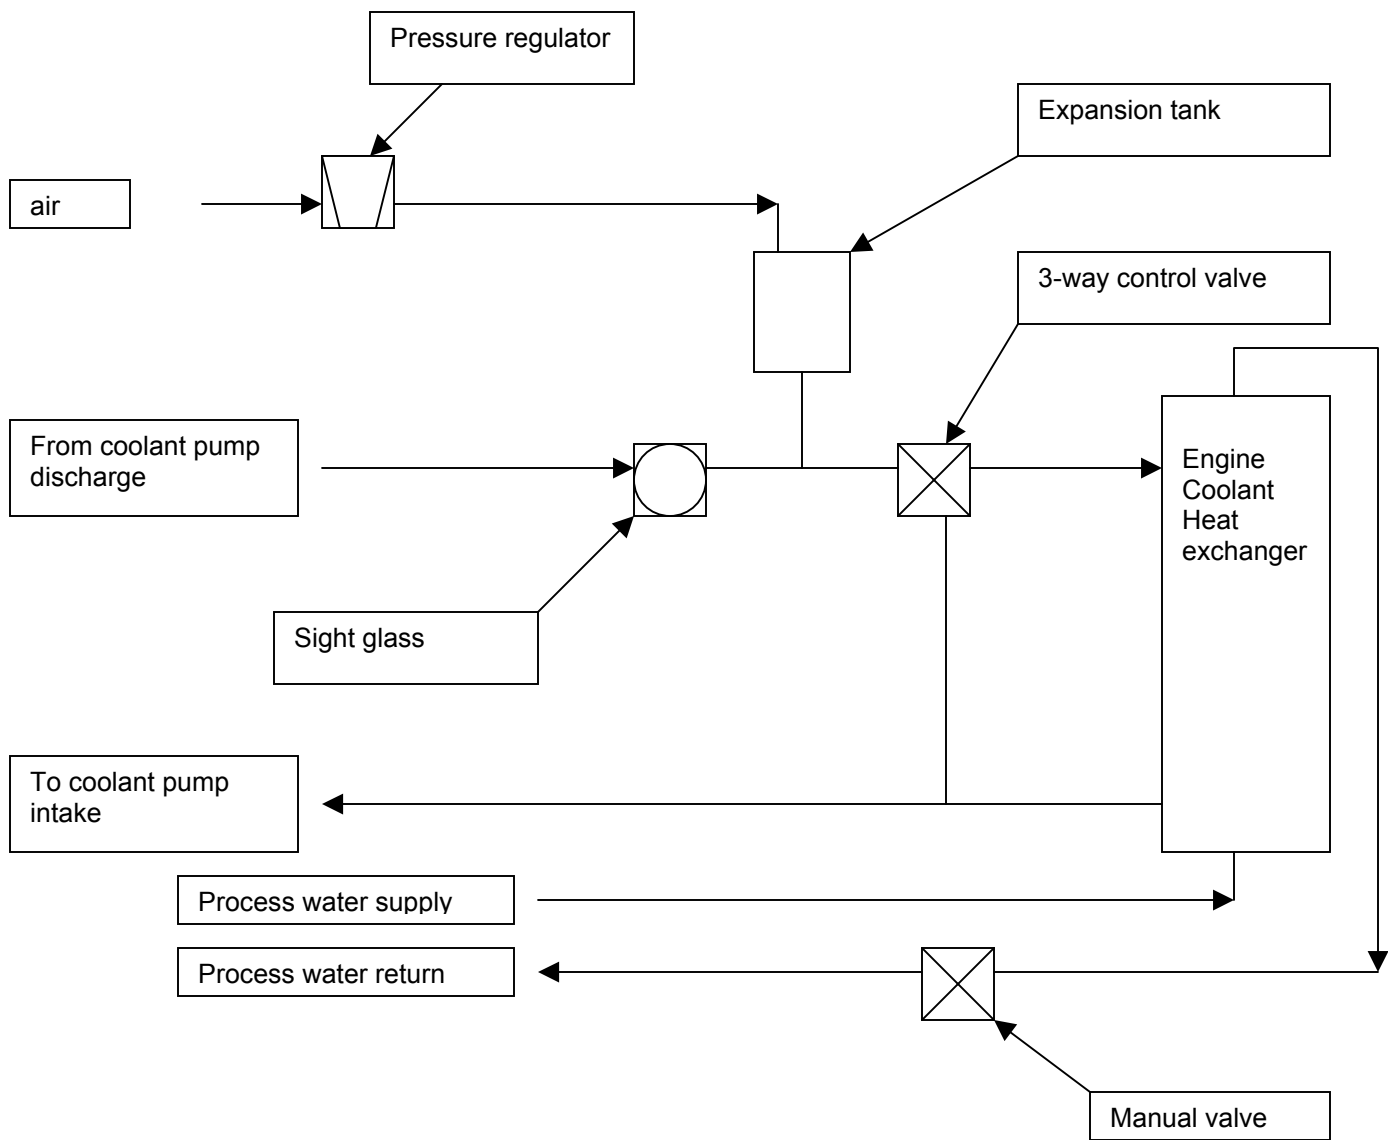 Pressure regulator
Expansion tank
air
3-way control valve
From coolant pump
discharge
Engine
Coolant
Heat
exchanger
Sight glass
To coolant pump
intake
Process water supply
Process water return
Manual valve